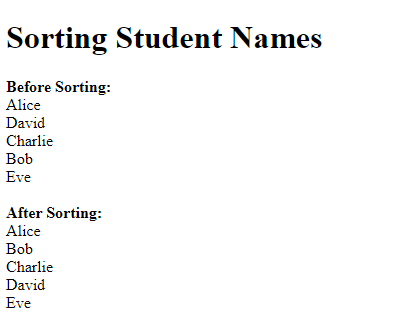 Sorting Student Names
Before Sorting:
Alice
David
Charlie
Bob
Eve
After Sorting:
Alice
Bob
Charlie
David
Eve